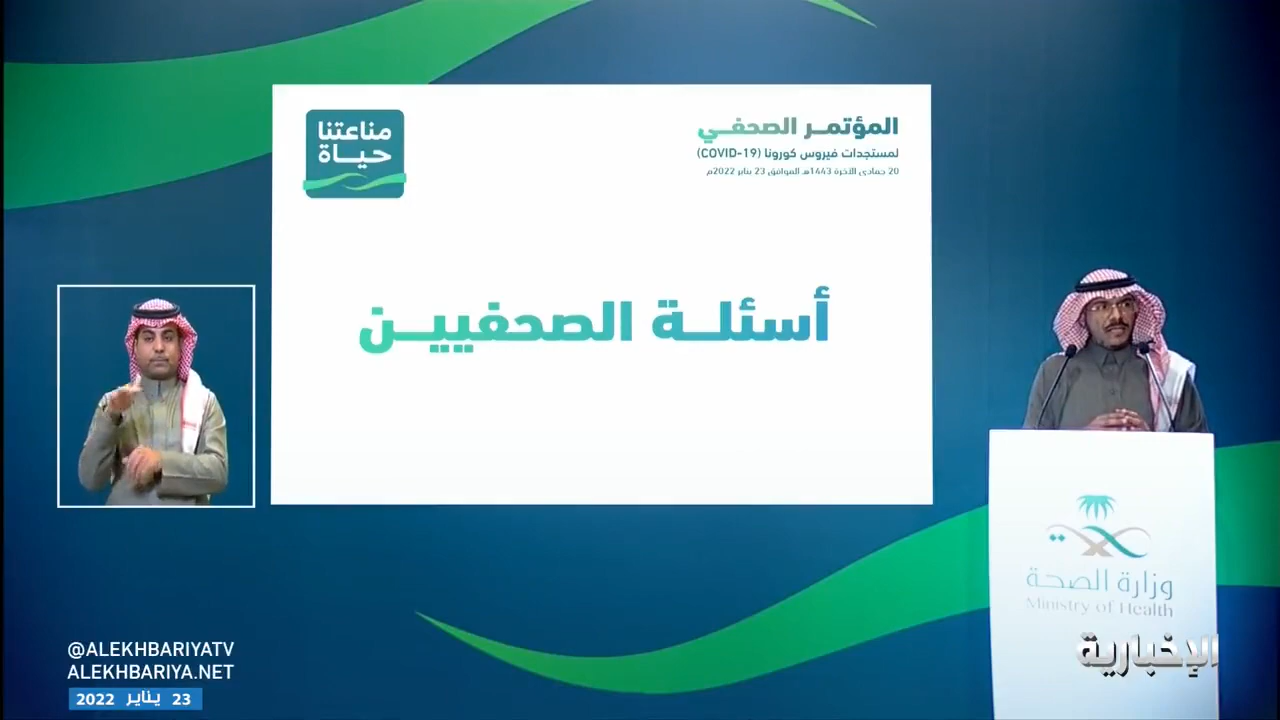 المؤتمر الصحفي
لمستجدات فيروس كورونا (COVID-19)
20 جمادى الآخرة 1443هـ الموافق 23 يناير 2022م
مناعتنا
حياة
أسئلة الصحفيين
وزارة الصحة
Ministry of Health
الإخبارية
@ALEKHBARIYATV
ALEKHBARIYA.NET
23 يناير 2022